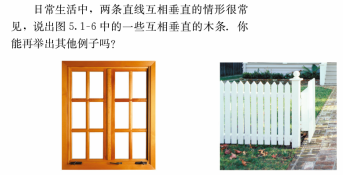 日常生活中，两条直线互相垂直的情形很常
见，说出图 5.1-6 中的一些互相垂直的木条. 你
能再举出其他例子吗?